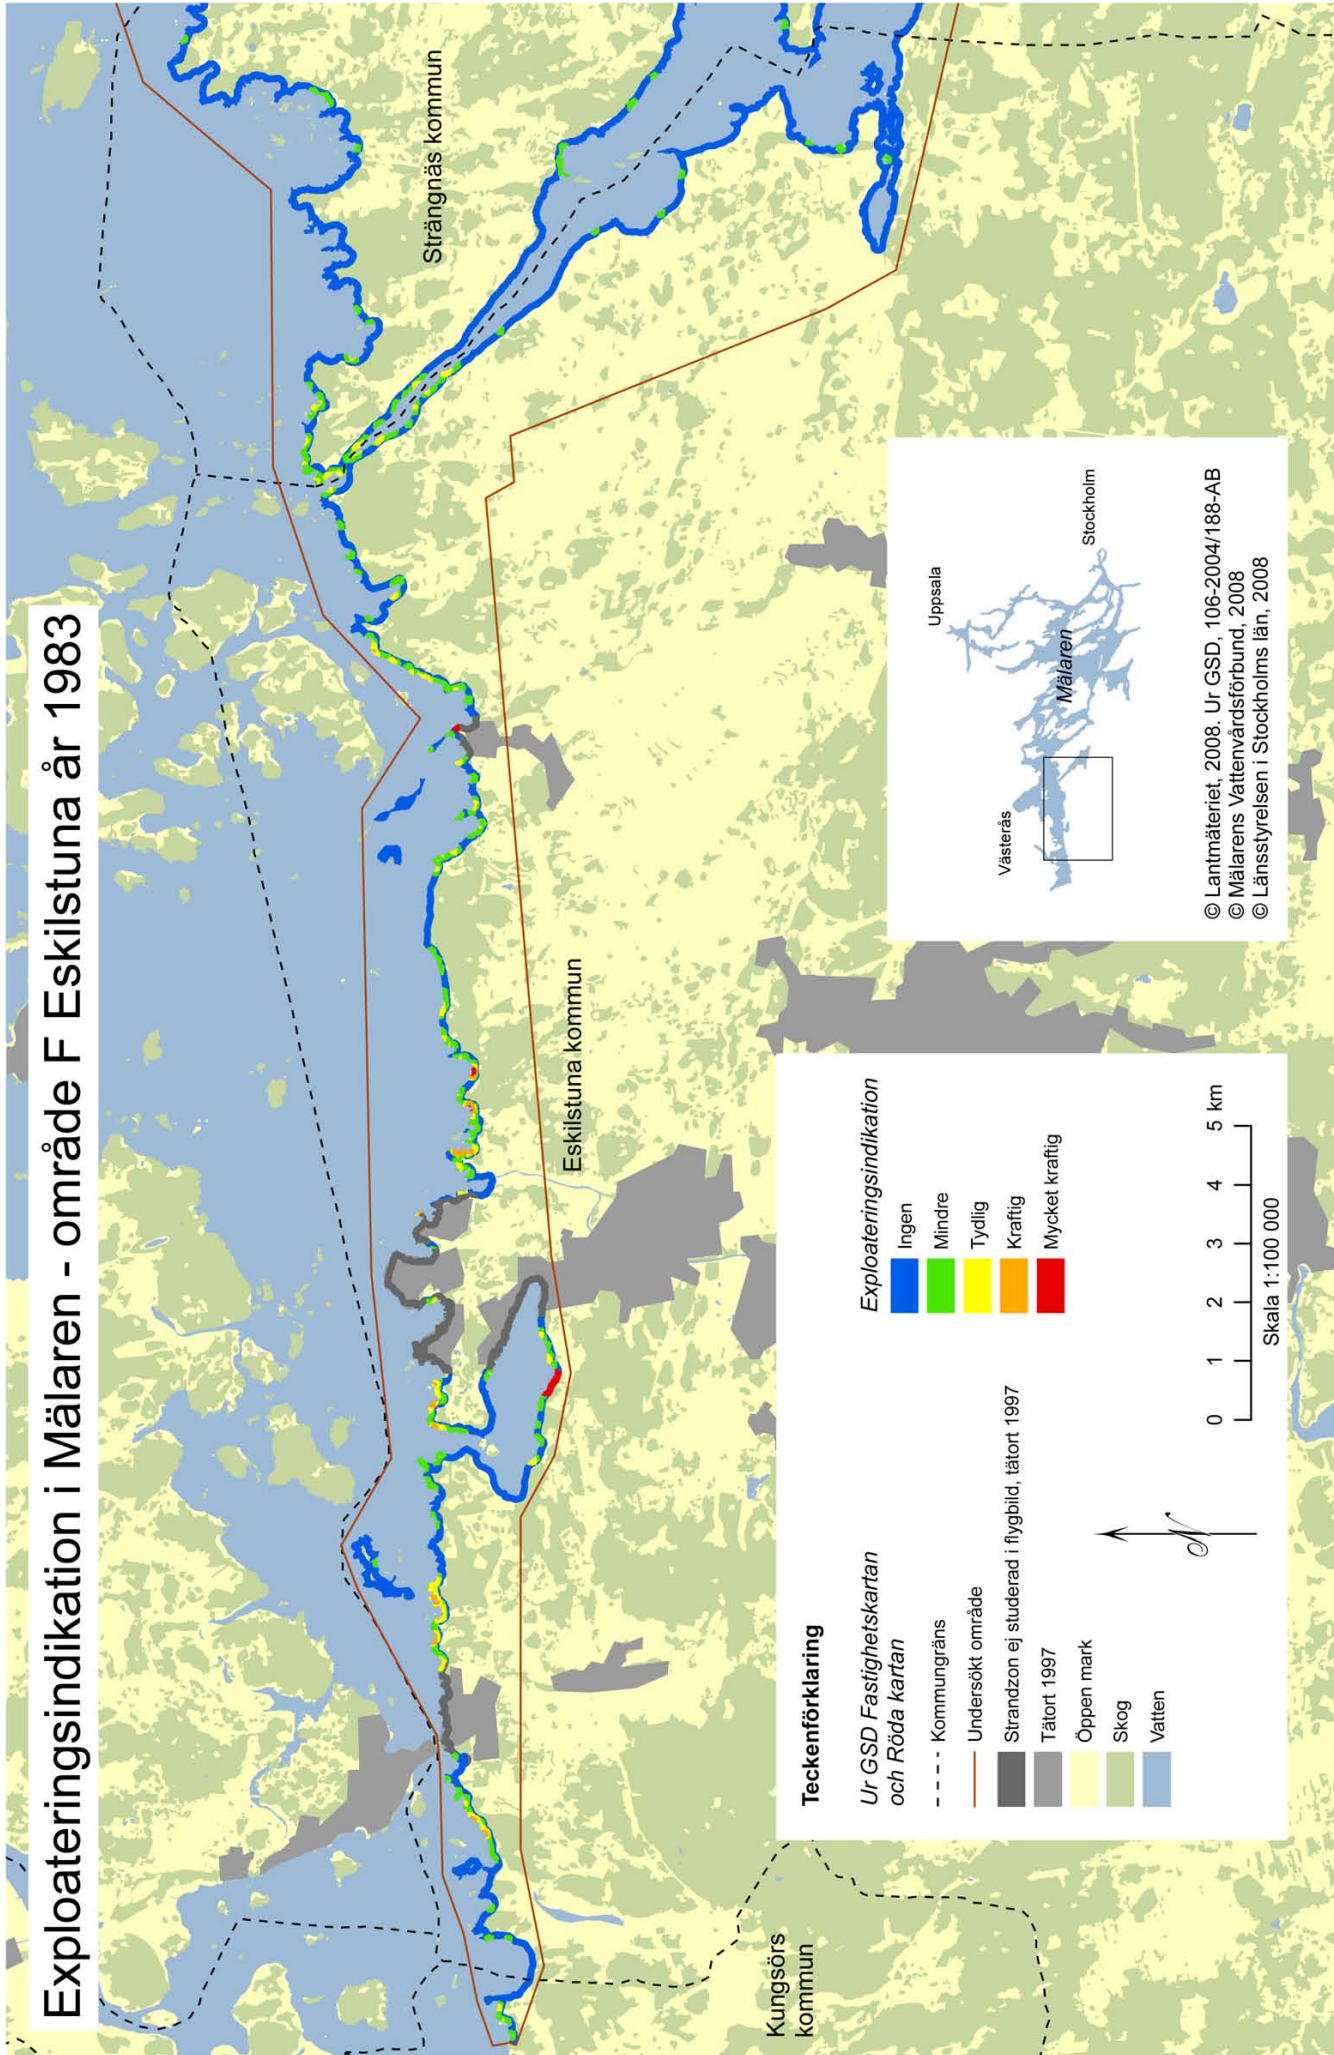 Exploateringsindikation i Mälaren - område F Eskilstuna år 1983
Strängnäs kommun
Eskilstuna kommun
Kungsörs
kommun
Teckenförklaring
Ur GSD Fastighetskartan
och Röda kartan
Kommungräns
Undersökt område
Strandzon ej studerad i flygbild, tätort 1997
Tätort 1997
Öppen mark
Skog
Vatten
Exploateringsindikation
Ingen
Mindre
Tydlig
Kraftig
Mycket kraftig
N
0 1 2 3 4 5 km
Skala 1:100 000
Uppsala
Västerås
Mälaren
Stockholm
© Lantmäteriet, 2008. Ur GSD, 106-2004/188-AB
© Mälarens Vattenvårdsförbund, 2008
© Länsstyrelsen i Stockholms län, 2008